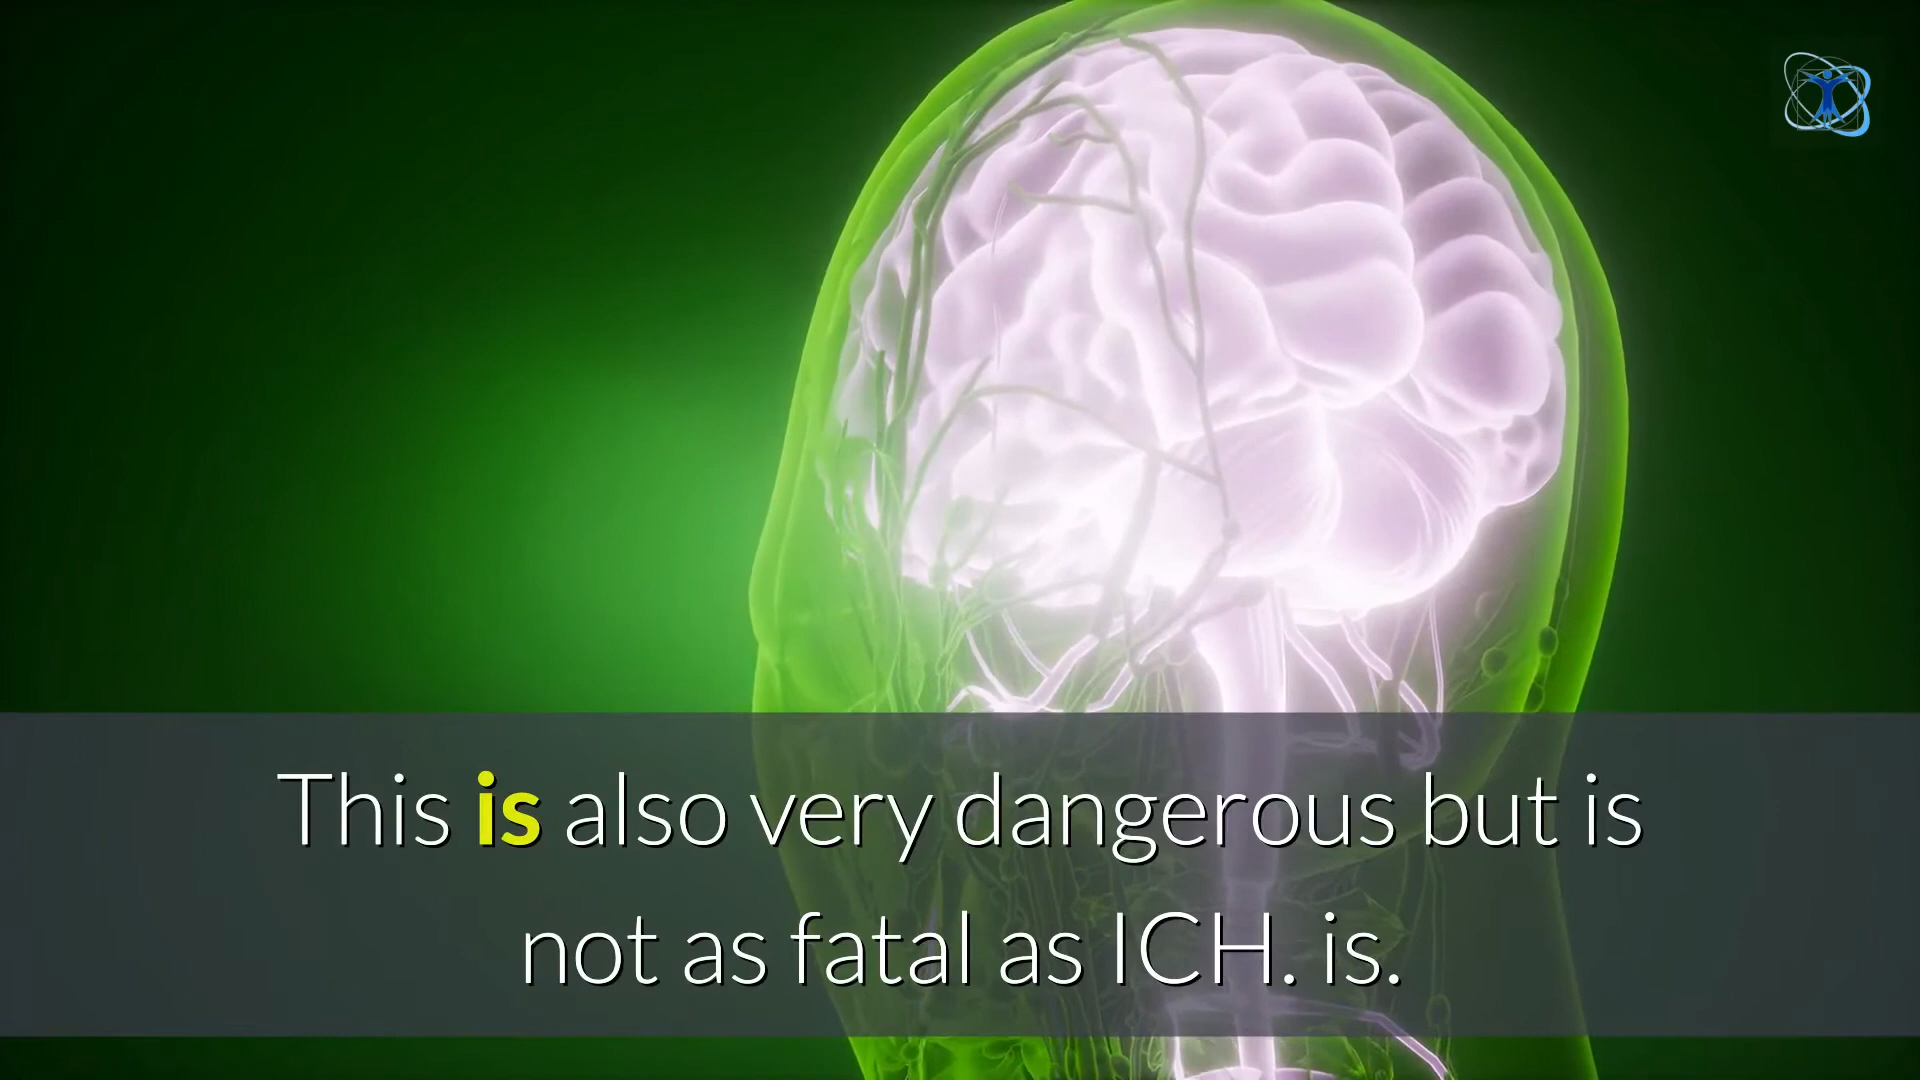 This is also very dangerous but is
not as fatal as ICH. is.